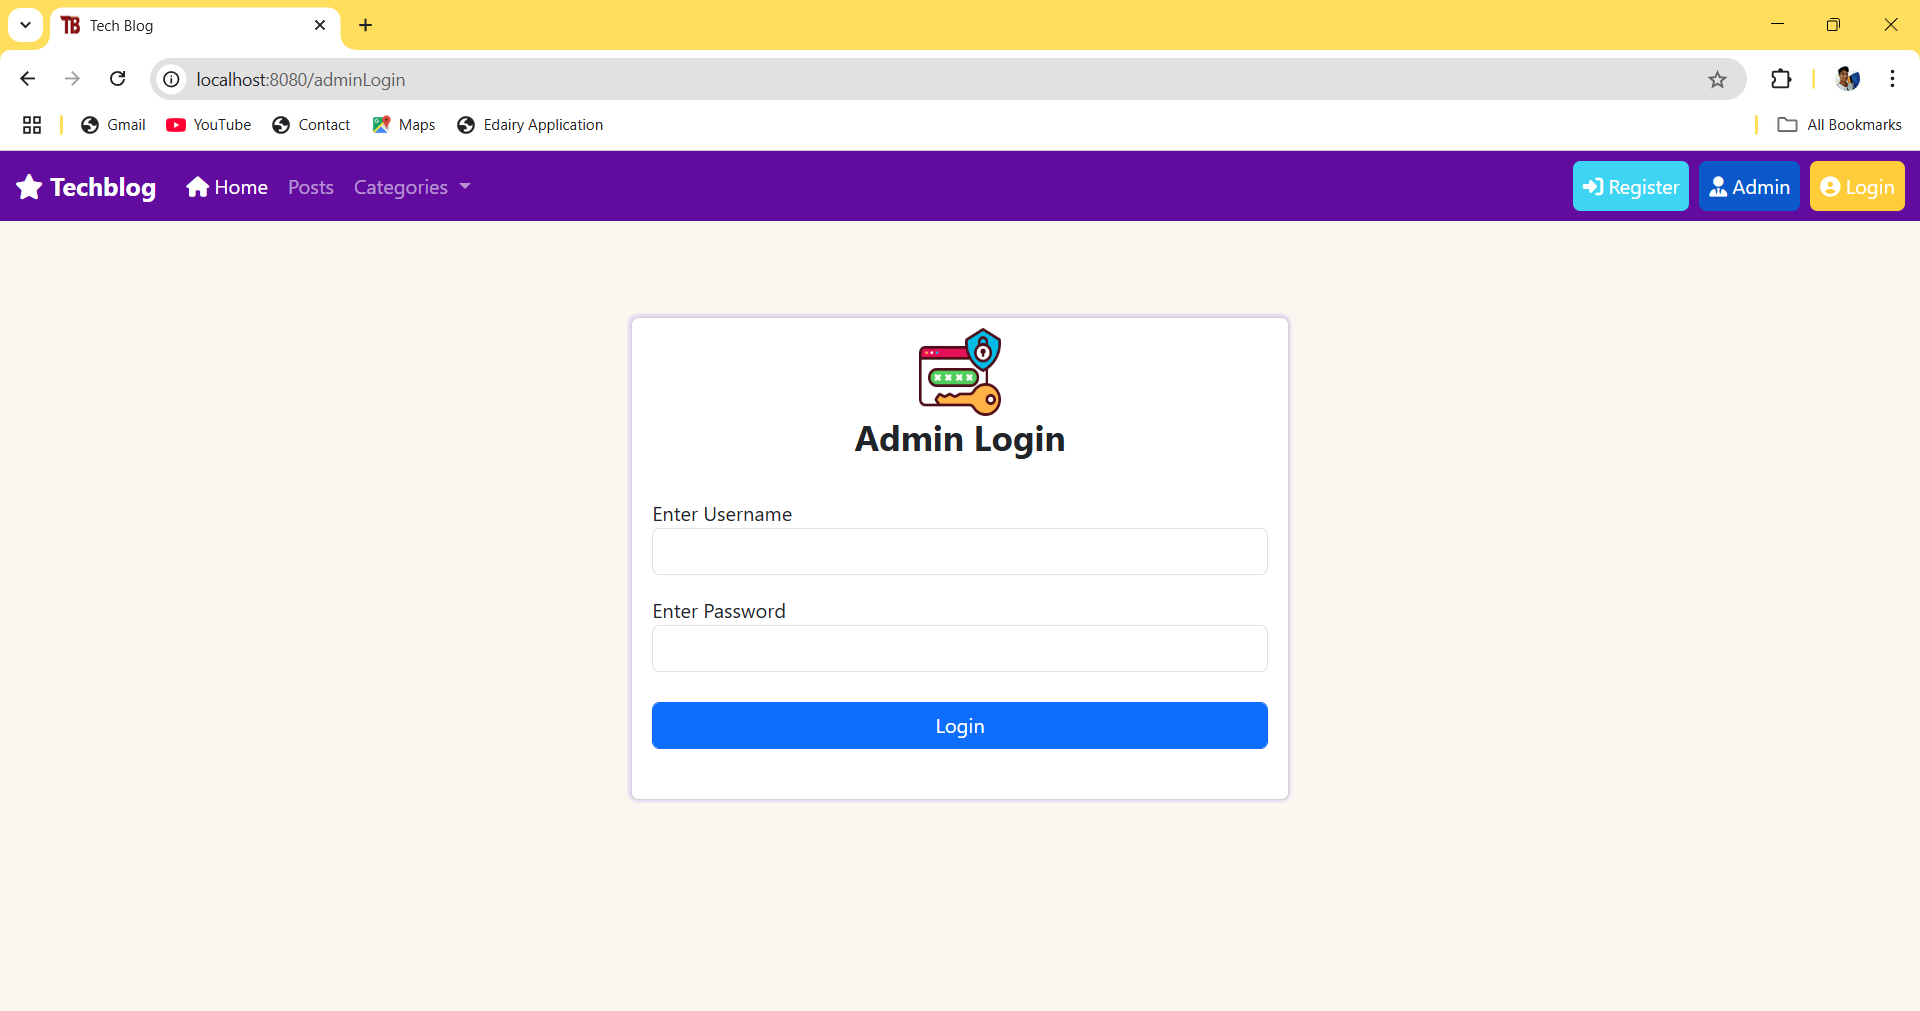 TB Tech Blog
localhost:8080/adminLogin
Gmail YouTube Contact Maps Edairy Application All Bookmarks
Techblog Home Posts Categories Register Admin Login
Admin Login
Enter Username
Enter Password
Login